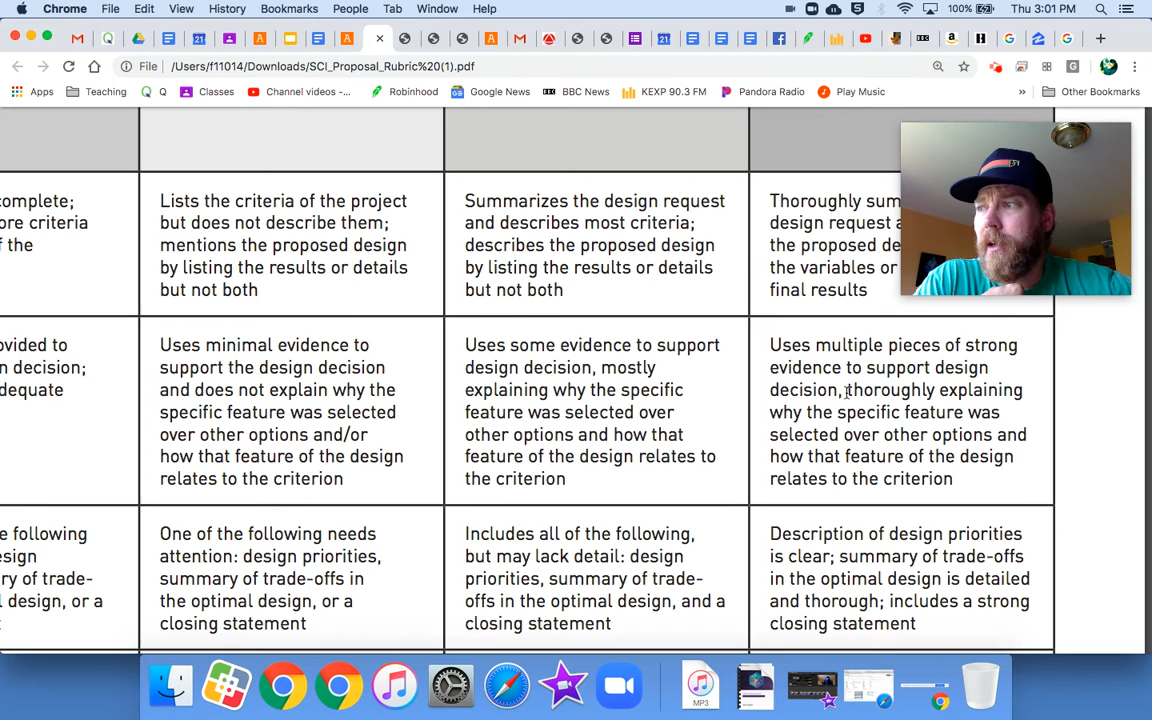 Chrome File Edit View History Bookmarks People Tab Window Help 100% Thu 3:01 PM
File /Users/f11014/Downloads/SCI_Proposal_Rubric%20(1).pdf
Apps Teaching Q Classes Channel videos -... Robinhood Google News BBC News KEXP 90.3 FM Pandora Radio Play Music » Other Bookmarks
complete;
ore criteria
f the
Lists the criteria of the project
but does not describe them;
mentions the proposed design
by listing the results or details
but not both
Summarizes the design request
and describes most criteria;
describes the proposed design
by listing the results or details
but not both
Thoroughly sum
design request a
the proposed de
the variables or
final results
ovided to
n decision;
dequate
Uses minimal evidence to
support the design decision
and does not explain why the
specific feature was selected
over other options and/or
how that feature of the design
relates to the criterion
Uses some evidence to support
design decision, mostly
explaining why the specific
feature was selected over
other options and how that
feature of the design relates to
the criterion
Uses multiple pieces of strong
evidence to support design
decision, thoroughly explaining
why the specific feature was
selected over other options and
how that feature of the design
relates to the criterion
e following
esign
ry of trade-
l design, or a
One of the following needs
attention: design priorities,
summary of trade-offs in
the optimal design, or a
closing statement
Includes all of the following,
but may lack detail: design
priorities, summary of trade-
offs in the optimal design, and a
closing statement
Description of design priorities
is clear; summary of trade-offs
in the optimal design is detailed
and thorough; includes a strong
closing statement
MP3